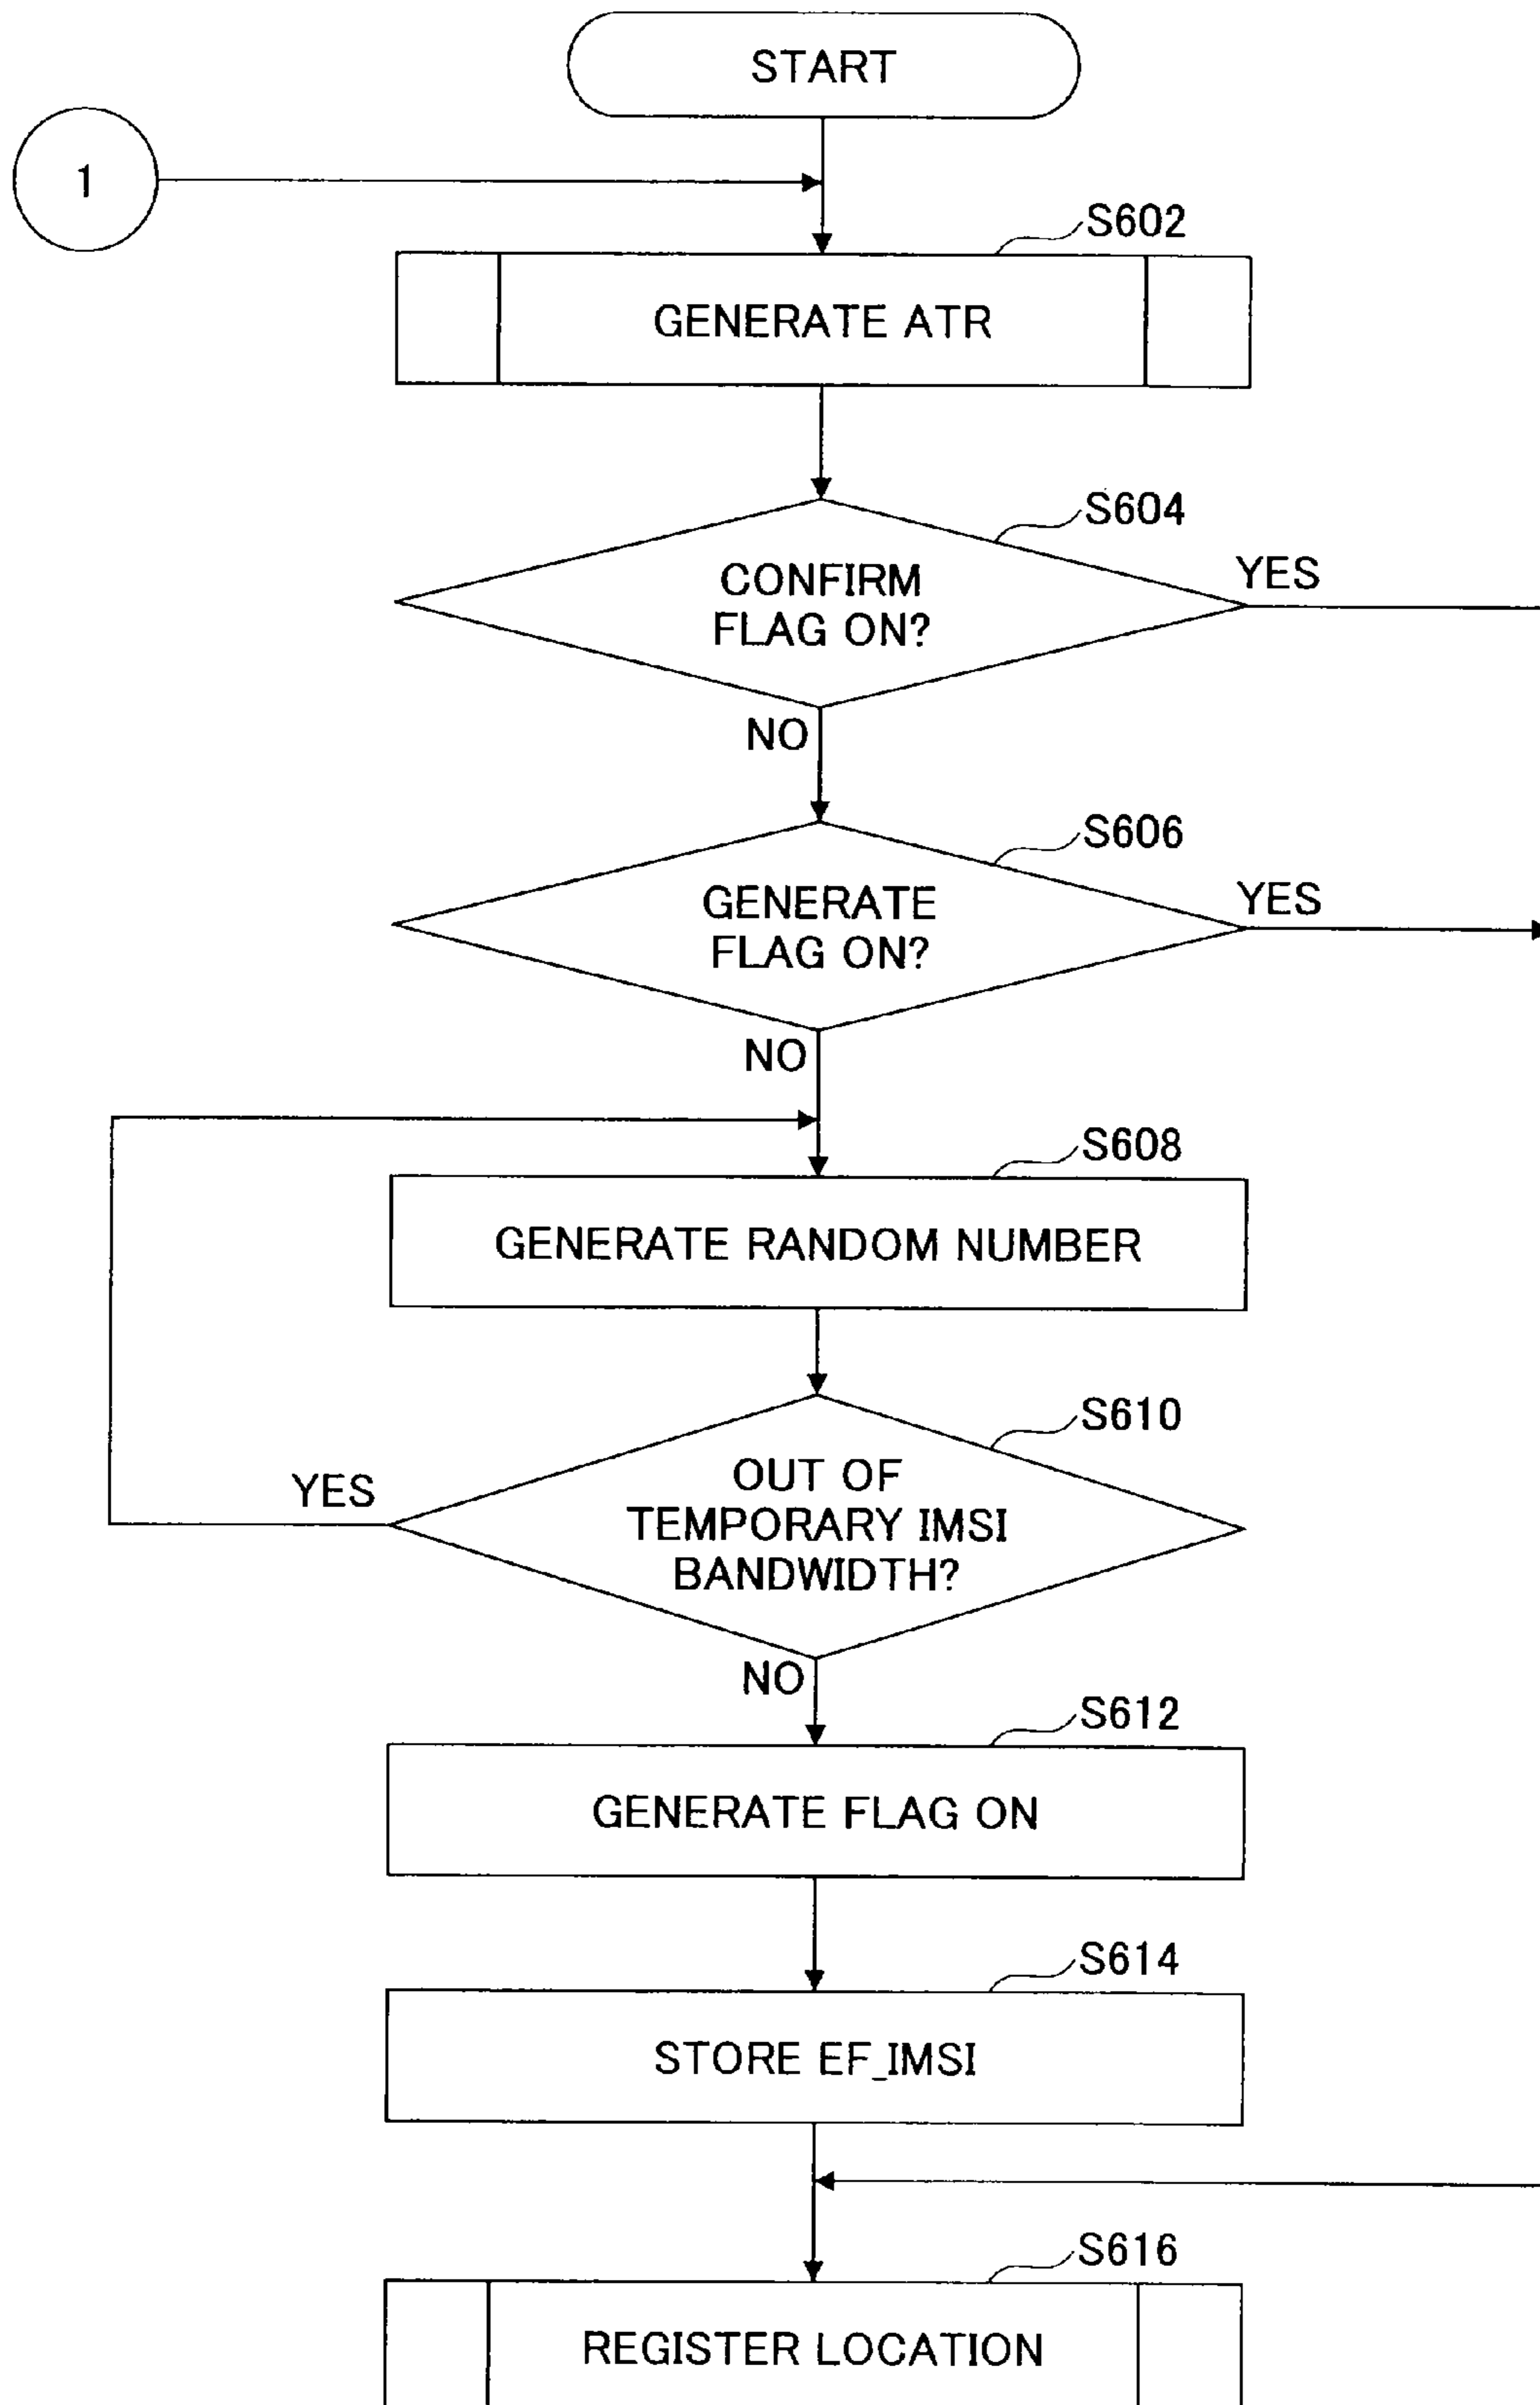 START
1
S602
GENERATE ATR
S604
CONFIRM
FLAG ON?
YES
NO
S606
GENERATE
FLAG ON?
YES
NO
S608
GENERATE RANDOM NUMBER
S610
OUT OF
TEMPORARY IMSI
BANDWIDTH?
YES
NO
S612
GENERATE FLAG ON
S614
STORE EF_IMSI
S616
REGISTER LOCATION